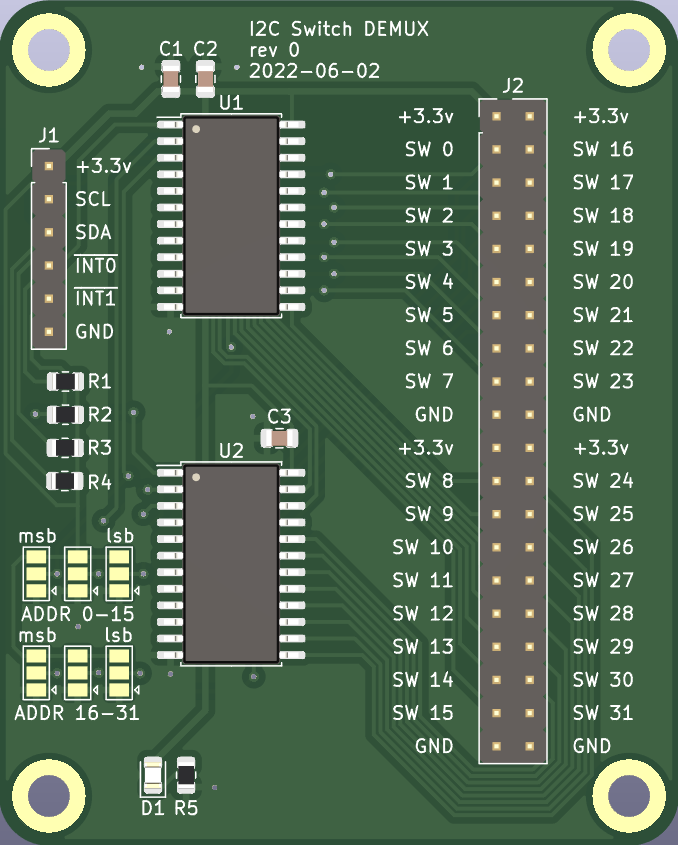 I2C Switch DEMUX
rev 0
2022-06-02
C1 C2
U1
J2
J1
+3.3v
SCL
SDA
INT0
INT1
GND
+3.3v +3.3v
SW 0 SW 16
SW 1 SW 17
SW 2 SW 18
SW 3 SW 19
SW 4 SW 20
SW 5 SW 21
SW 6 SW 22
SW 7 SW 23
GND GND
+3.3v +3.3v
SW 8 SW 24
SW 9 SW 25
SW 10 SW 26
SW 11 SW 27
SW 12 SW 28
SW 13 SW 29
SW 14 SW 30
SW 15 SW 31
GND GND
R1
R2
R3
R4
C3
U2
msb lsb
ADDR 0-15
msb lsb
ADDR 16-31
D1 R5